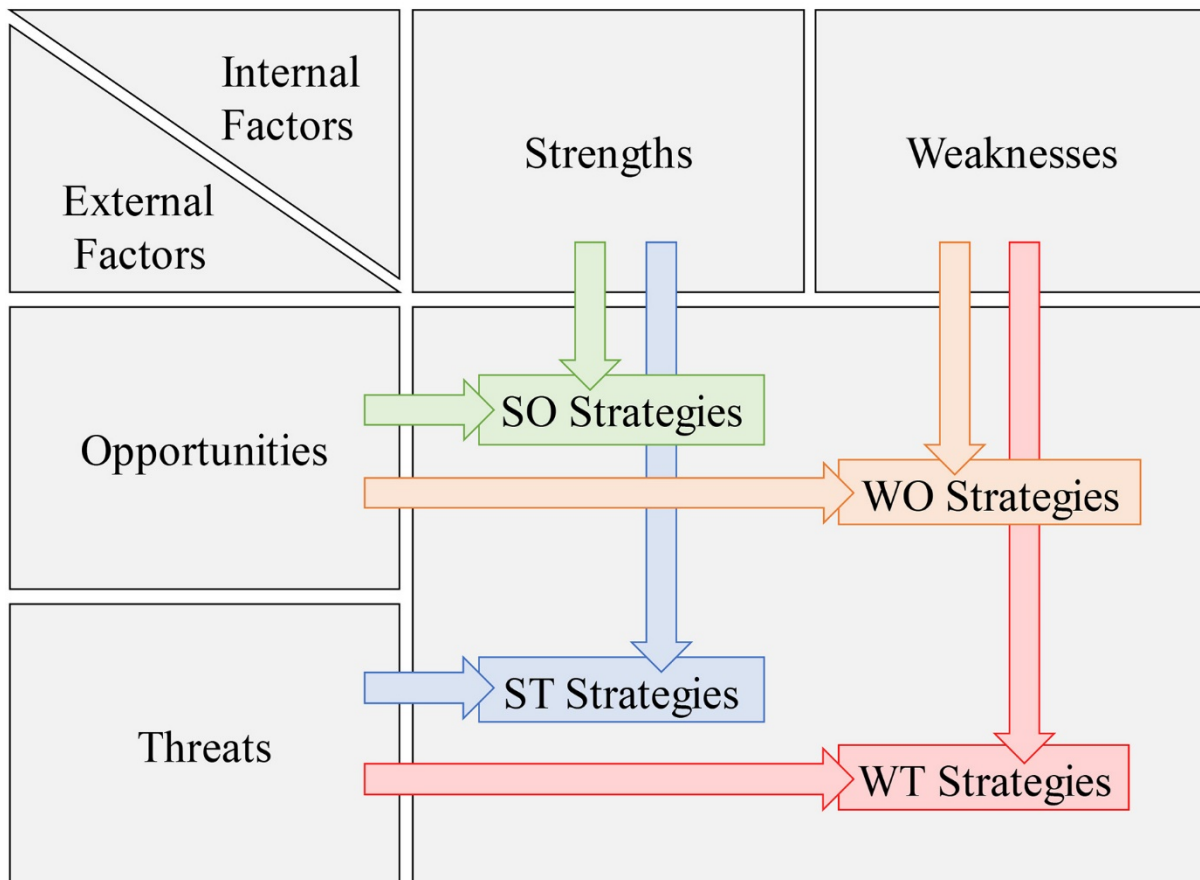 Internal
Factors
External
Factors
Strengths
Weaknesses
Opportunities
SO Strategies
WO Strategies
Threats
ST Strategies
WT Strategies